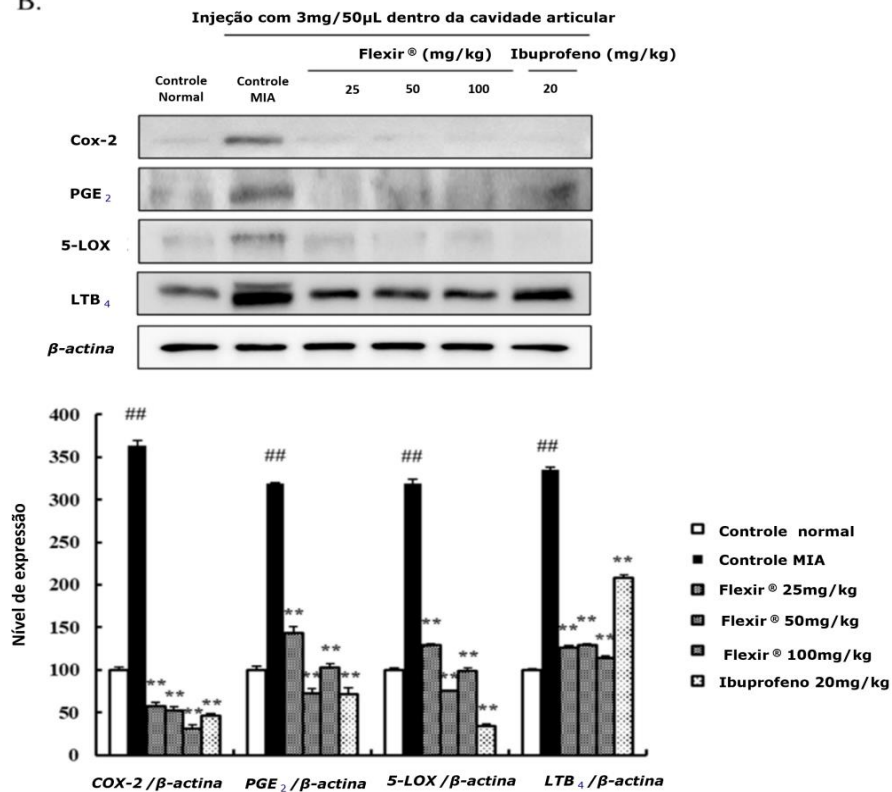 B.
Injeção com 3mg/50µL dentro da cavidade articular
Flexir® (mg/kg) Ibuprofeno (mg/kg)
Controle Normal
Controle MIA
25 50 100 20
Cox-2
PGE2
5-LOX
LTB4
β-actina
Nível de expressão
400
350
300
250
200
150
100
50
0
##
**
**
**
**
##
**
**
**
**
##
**
**
**
**
##
**
**
**
**
COX-2/β-actina PGE2/β-actina 5-LOX/β-actina LTB4/β-actina
Controle normal
Controle MIA
Flexir® 25mg/kg
Flexir® 50mg/kg
Flexir® 100mg/kg
Ibuprofeno 20mg/kg